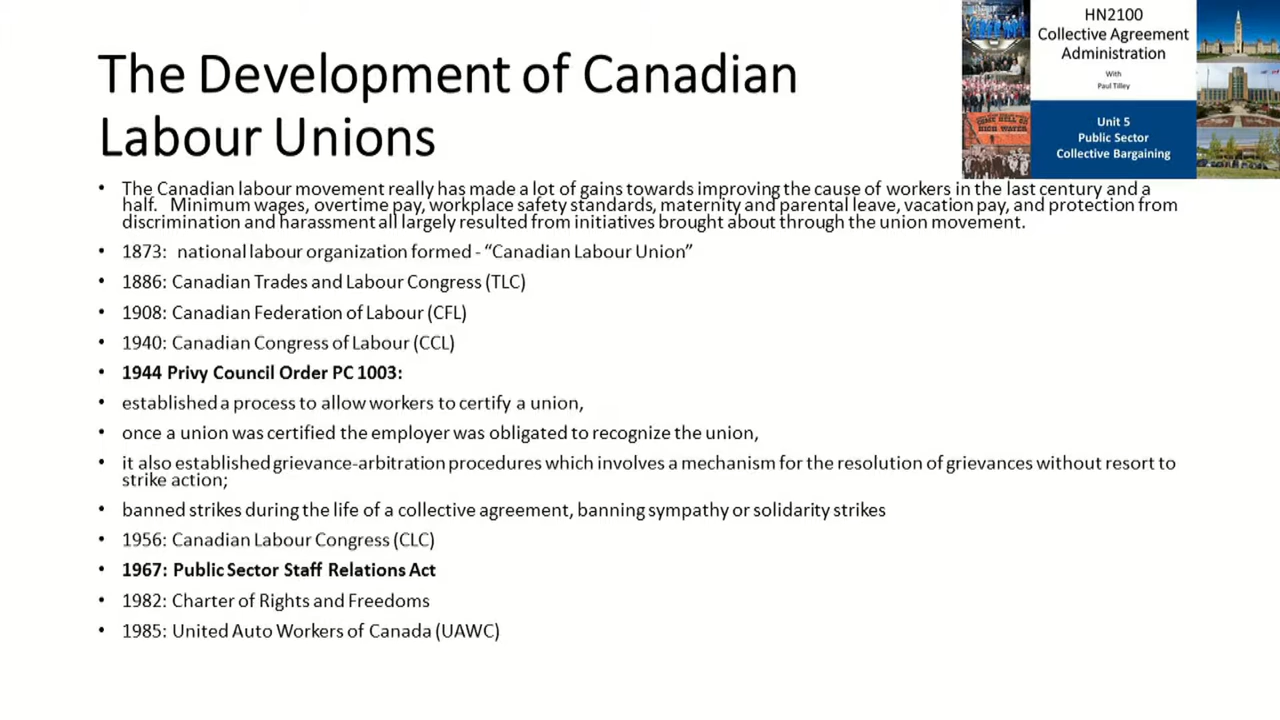 The Development of Canadian
Labour Unions
HN2100
Collective Agreement
Administration
With
Paul Tilley
COME HELL OR
HIGH WATER
Unit 5
Public Sector
Collective Bargaining
• The Canadian labour movement really has made a lot of gains towards improving the cause of workers in the last century and a
half. Minimum wages, overtime pay, workplace safety standards, maternity and parental leave, vacation pay, and protection from
discrimination and harassment all largely resulted from initiatives brought about through the union movement.
• 1873: national labour organization formed - “Canadian Labour Union”
• 1886: Canadian Trades and Labour Congress (TLC)
• 1908: Canadian Federation of Labour (CFL)
• 1940: Canadian Congress of Labour (CCL)
• 1944 Privy Council Order PC 1003:
• established a process to allow workers to certify a union,
• once a union was certified the employer was obligated to recognize the union,
• it also established grievance-arbitration procedures which involves a mechanism for the resolution of grievances without resort to
strike action;
• banned strikes during the life of a collective agreement, banning sympathy or solidarity strikes
• 1956: Canadian Labour Congress (CLC)
• 1967: Public Sector Staff Relations Act
• 1982: Charter of Rights and Freedoms
• 1985: United Auto Workers of Canada (UAWC)